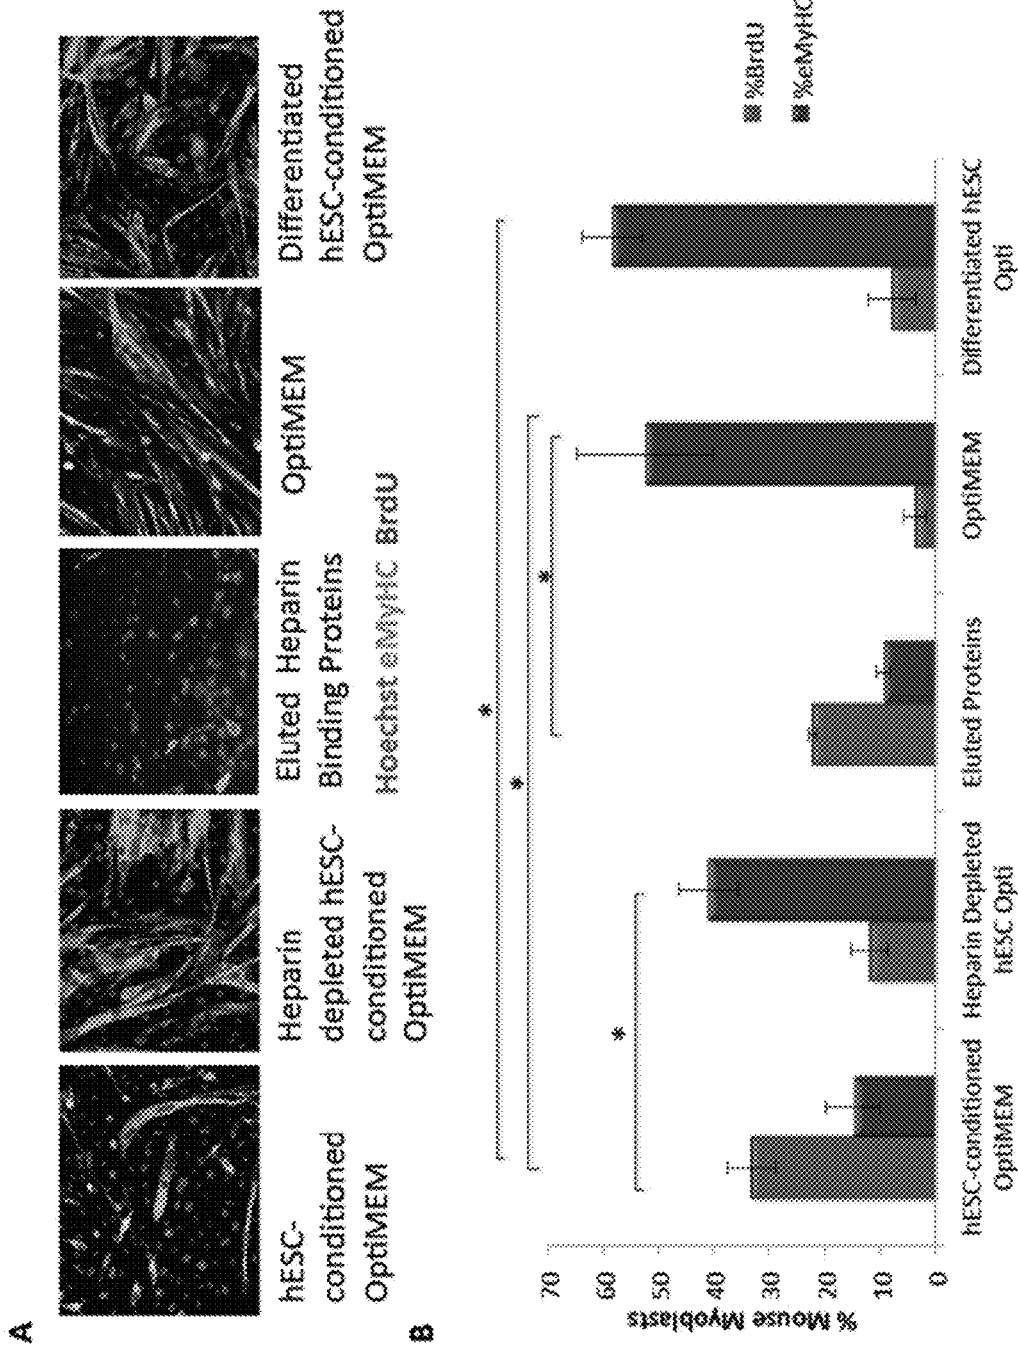 A
hESC-
conditioned
OptiMEM
Heparin
depleted hESC-
conditioned
OptiMEM
Eluted Heparin
Binding Proteins
OptiMEM
Differentiated
hESC-conditioned
OptiMEM
Hoechst eMyHC BrdU
B
% Mouse Myoblasts
70
60
50
40
30
20
10
0
*
*
*
*
hESC-conditioned
OptiMEM
Heparin Depleted
hESC Opti
Eluted Proteins
OptiMEM
Differentiated hESC
Opti
%BrdU
%eMyHC